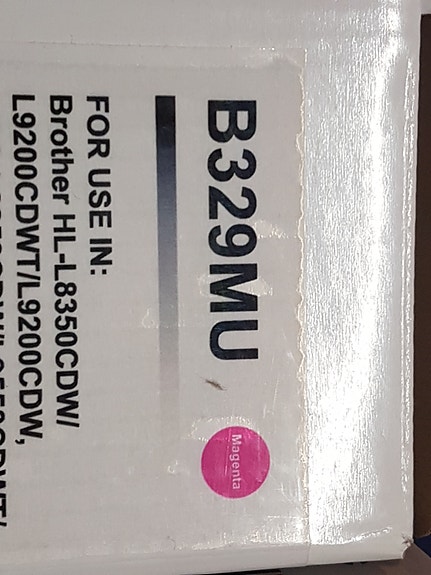 B329MU
Magenta
FOR USE IN:
Brother HL-L8350CDW/
L9200CDWT/L9200CDW,